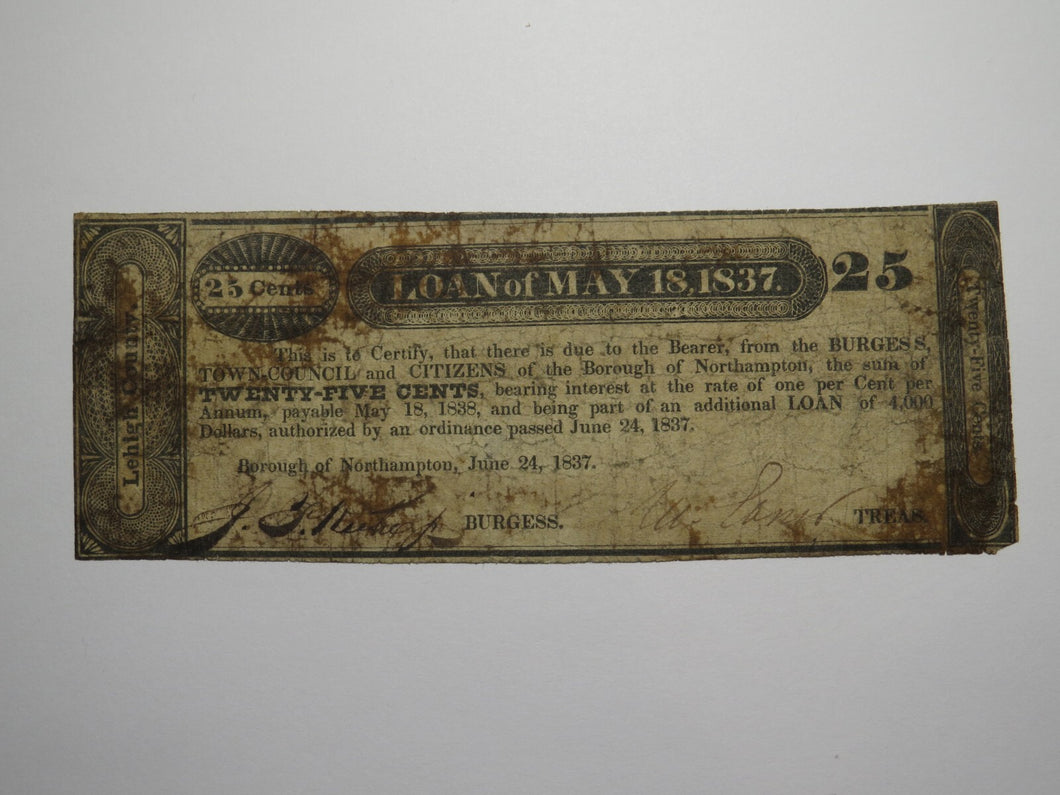 Lehigh County.
25 Cents
LOAN of MAY 18, 1837.
25
This is to Certify, that there is due to the Bearer, from the BURGESS,
TOWN-COUNCIL and CITIZENS of the Borough of Northampton, the sum of
TWENTY-FIVE CENTS, bearing interest at the rate of one per Cent per
Annum, payable May 18, 1838, and being part of an additional LOAN of 4,000
Dollars, authorized by an ordinance passed June 24, 1837.
Borough of Northampton, June 24, 1837.
BURGESS.
TREAS.
Twenty-Five Cents.